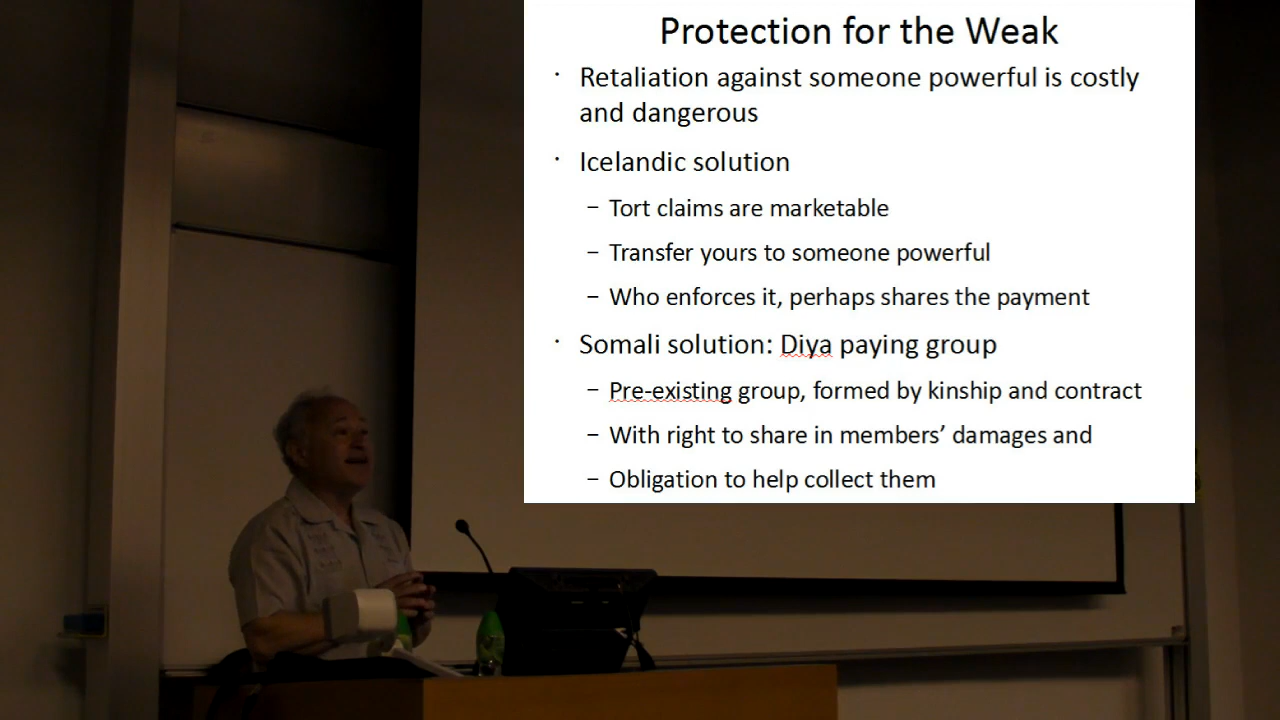 Protection for the Weak
· Retaliation against someone powerful is costly
and dangerous
· Icelandic solution
– Tort claims are marketable
– Transfer yours to someone powerful
– Who enforces it, perhaps shares the payment
· Somali solution: Diya paying group
– Pre-existing group, formed by kinship and contract
– With right to share in members’ damages and
– Obligation to help collect them